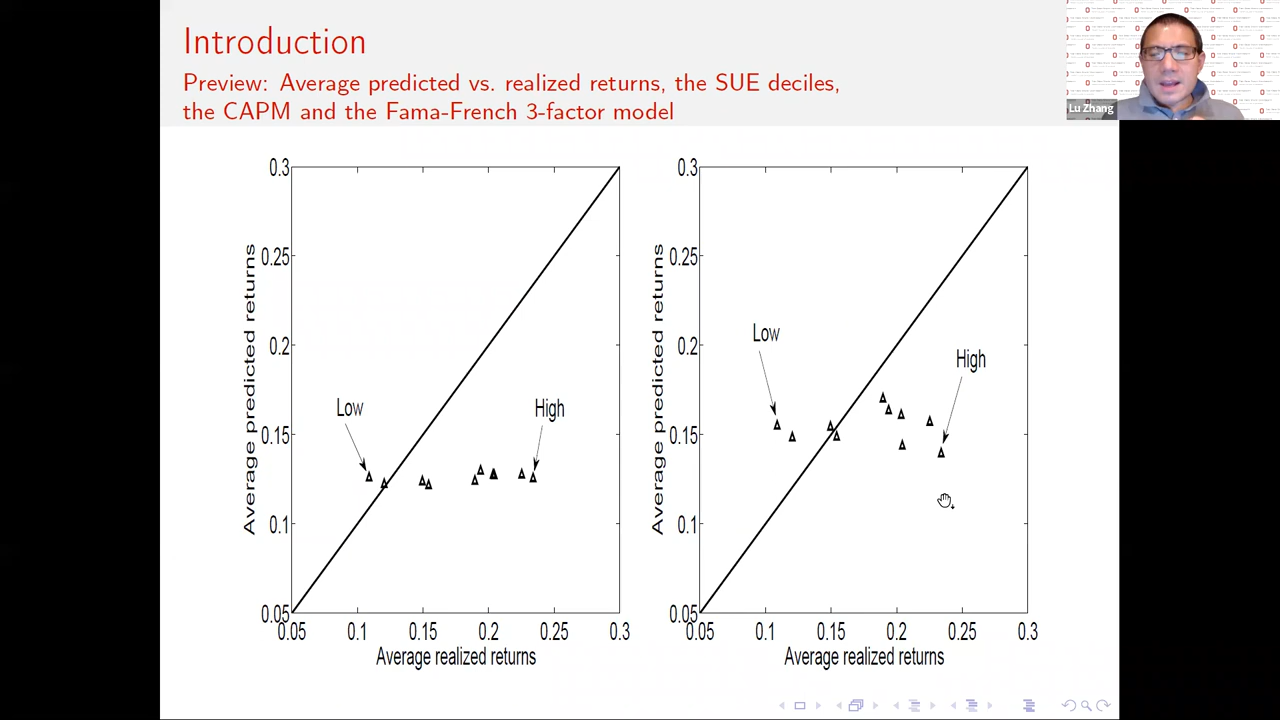 Introduction
Preview: Average predicted vs. realized returns, the SUE deciles,
the CAPM and the Fama-French 3-factor model
Lu Zhang
0.3
0.25
0.2
0.15
0.1
0.05
Average predicted returns
Low
High
0.05 0.1 0.15 0.2 0.25 0.3
Average realized returns
0.3
0.25
0.2
0.15
0.1
0.05
Average predicted returns
Low
High
0.05 0.1 0.15 0.2 0.25 0.3
Average realized returns